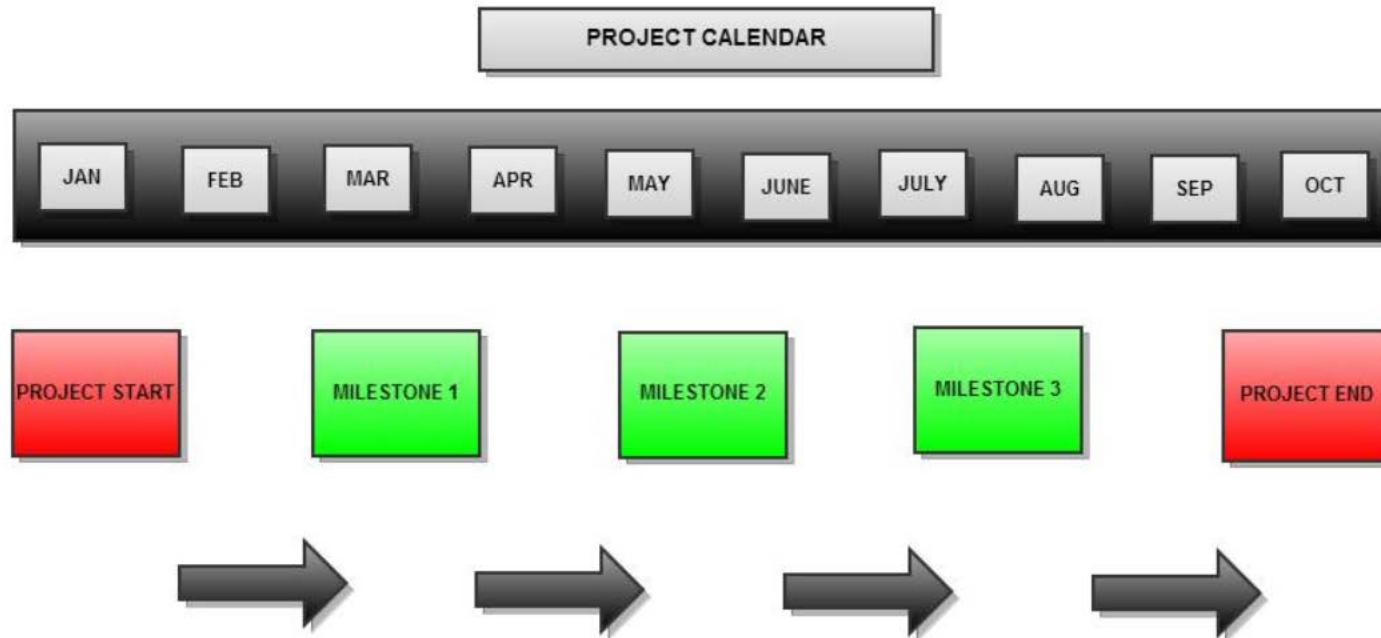 PROJECT CALENDAR
JAN FEB MAR APR MAY JUNE JULY AUG SEP OCT
PROJECT START MILESTONE 1 MILESTONE 2 MILESTONE 3 PROJECT END